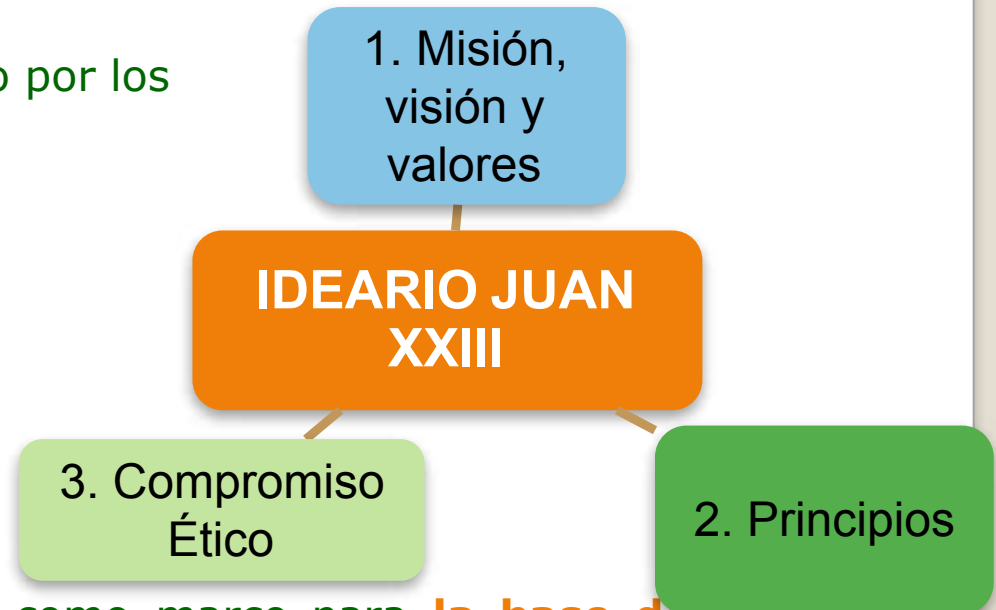 por los
1. Misión,
visión y
valores
IDEARIO JUAN
XXIII
3. Compromiso
Ético
2. Principios
como marco para la base d